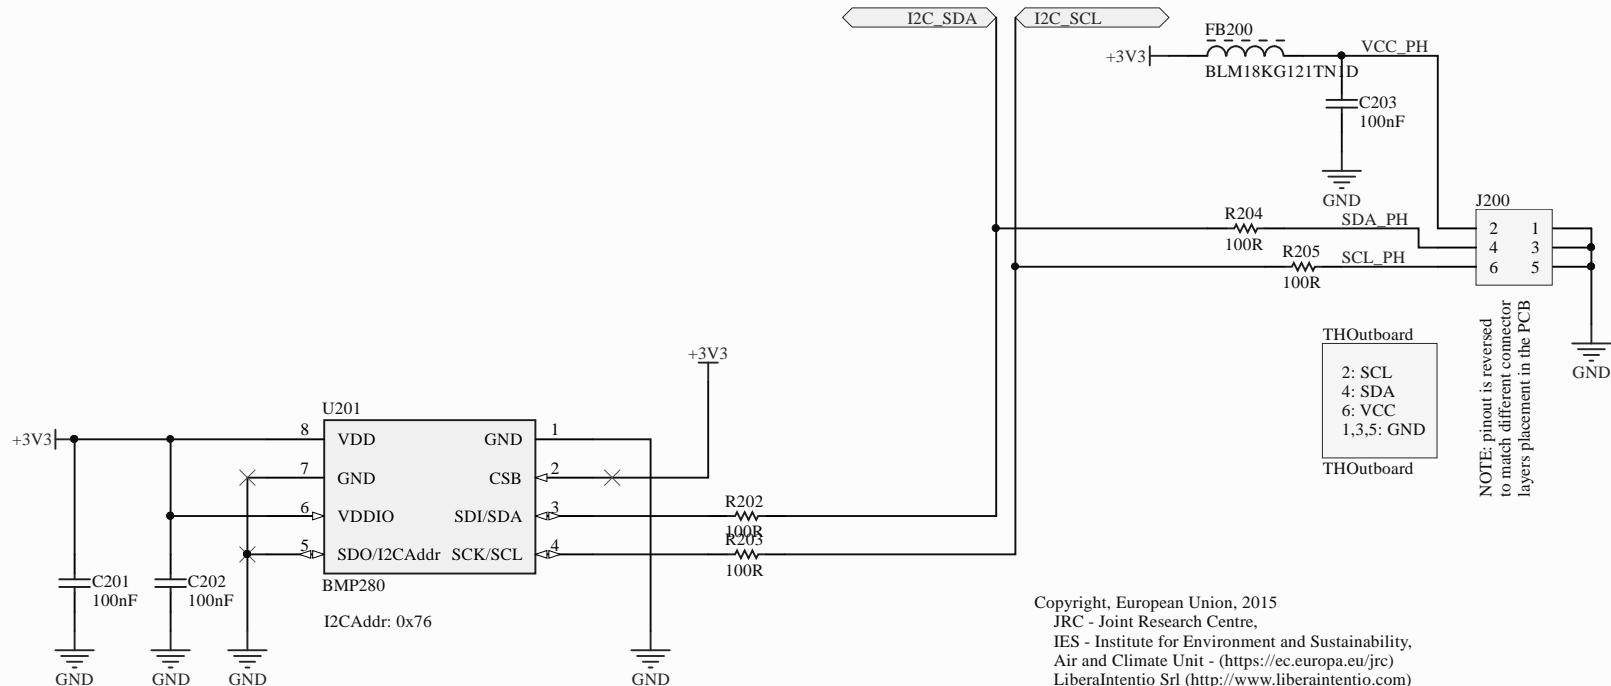 I2C_SDA
I2C_SCL
FB200
+3V3
VCC_PH
BLM18KG121TN1D
C203
100nF
GND
J200
R204
SDA_PH
100R
R205
SCL_PH
100R
2 1
4 3
6 5
GND
THOutboard
2: SCL
4: SDA
6: VCC
1,3,5: GND
THOutboard
NOTE: pinout is reversed
to match different connector
layers placement in the PCB
+3V3
U201
+3V3
8 VDD GND 1
7 GND CSB 2
6 VDDIO SDI/SDA 3
5 SDO/I2CAddr SCK/SCL 4
BMP280
I2CAddr: 0x76
R202
100R
R203
100R
C201
100nF
C202
100nF
GND
GND
GND
GND
Copyright, European Union, 2015
JRC - Joint Research Centre,
IES - Institute for Environment and Sustainability,
Air and Climate Unit - (https://ec.europa.eu/jrc)
LiberaIntentio Srl (http://www.liberaintentio.com)